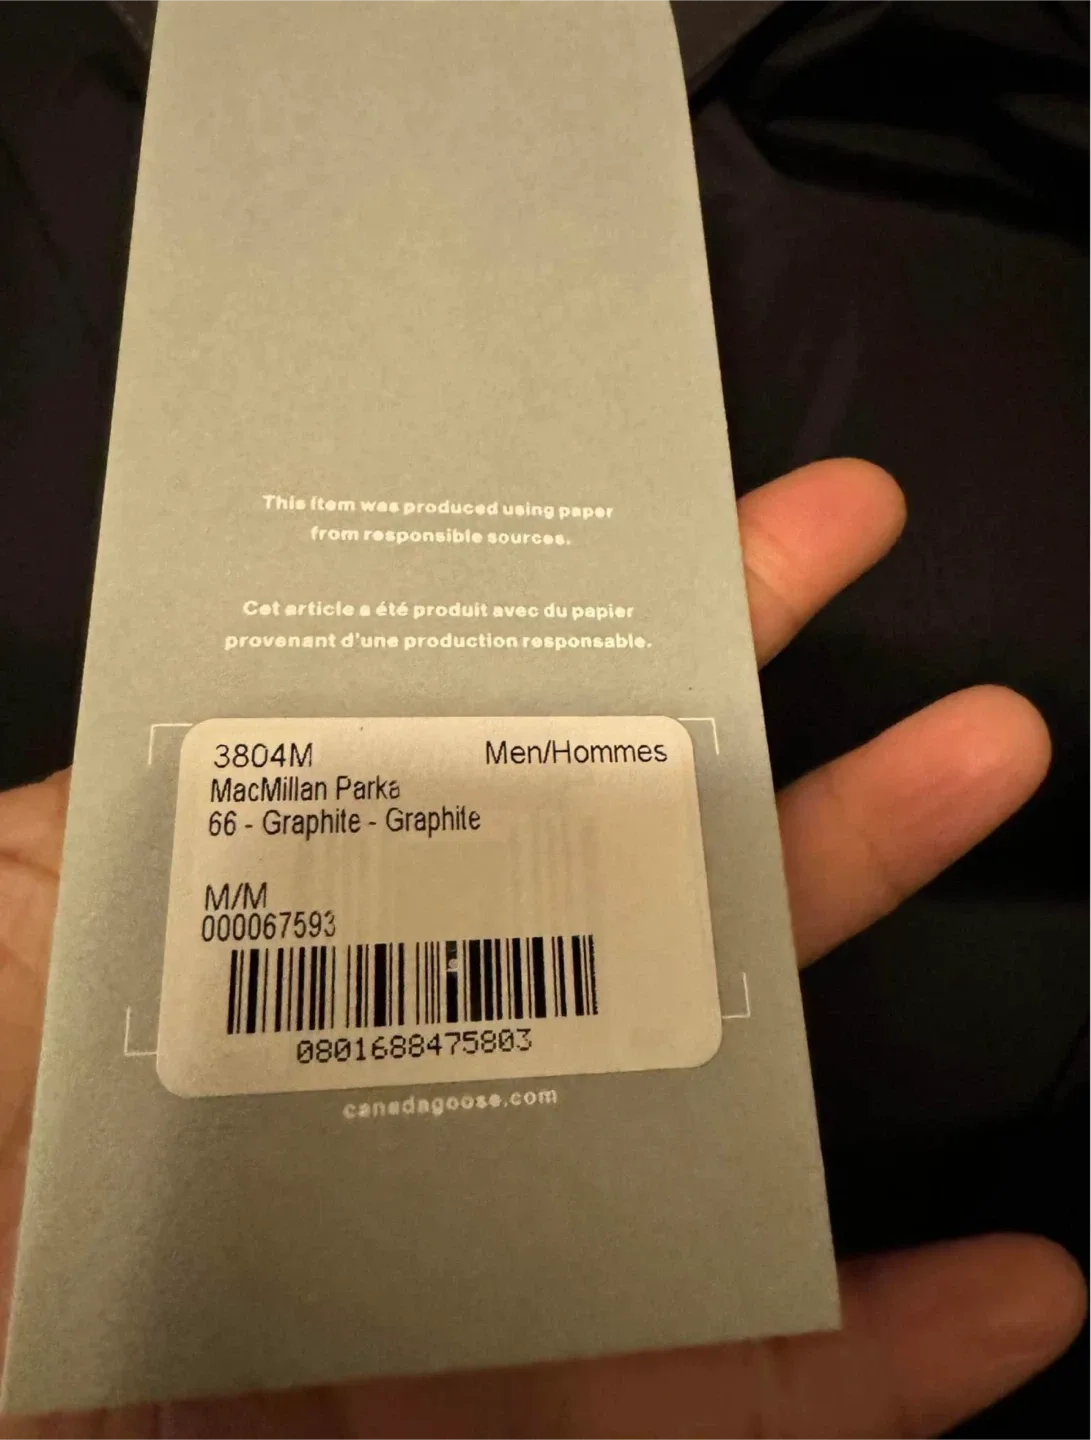 This item was produced using paper
from responsible sources.
Cet article a été produit avec du papier
provenant d'une production responsable.
3804M Men/Hommes
MacMillan Parka
66 - Graphite - Graphite
M/M
000067593
0801688475803
canadagoose.com